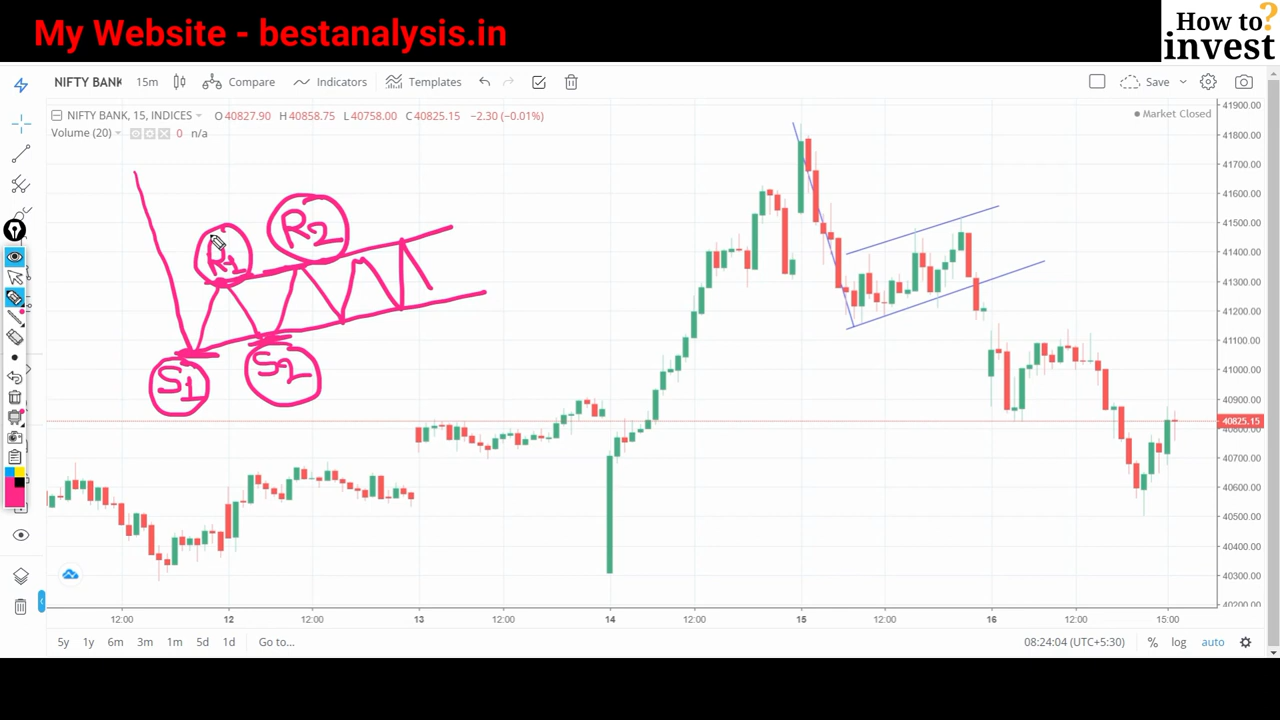 My Website - bestanalysis.in
How to?
invest
NIFTY BANK 15m Compare Indicators Templates Save
NIFTY BANK, 15, INDICES O 40827.90 H 40858.75 L 40758.00 C 40825.15 −2.30 (−0.01%)
Market Closed
Volume (20) 0 n/a
R1
R2
S1
S2
41900.00
41800.00
41700.00
41600.00
41500.00
41400.00
41300.00
41200.00
41100.00
41000.00
40900.00
40825.15
40800.00
40700.00
40600.00
40500.00
40400.00
40300.00
40200.00
12:00 12 12:00 13 12:00 14 12:00 15 12:00 16 12:00 15:00
5y 1y 6m 3m 1m 5d 1d Go to... 08:24:04 (UTC+5:30) % log auto